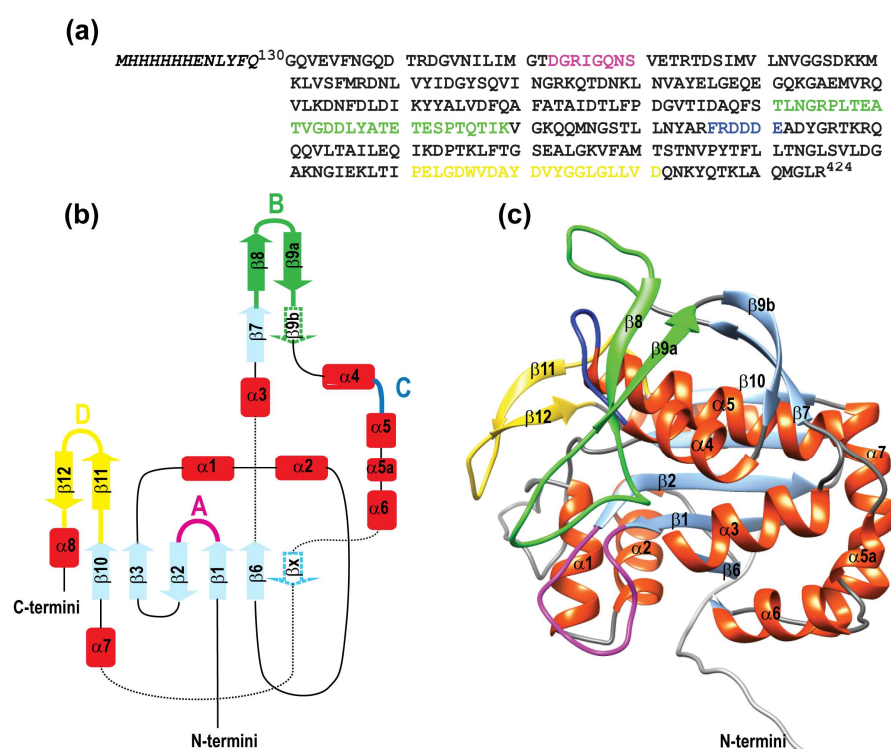 (a)
MHHHHHHENLYFQ130GQVEVFNGQD TRDGVNILIM GTDGRIGQNS VETRTDSIMV LNVGGSDKKM
KLVSFMRDNL VYIDGYSQVI NGRKQTDNKL NVAYELGEQE GQKGAEMVRQ
VLKDNFDLDI KYYALVDFQA FATAIDTLFP DGVTIDAQFS TLNGRPLTEA
TVGDDLYATE TESPTQTIKV GKQQMNGSTL LNYARFRDDD EADYGRTKRQ
QQVLTAILEQ IKDPTKLFTG SEALGKVFAMT STNVPYTFLL LTNGLSVLDG
AKNGIEKLTI PELGDWVDAY DVYGGLGLLV DQNKYQTKLA QMGLR424
(b)
B
β8
β9a
β7
β9b
α3
α4
C
α5
α5a
α6
D
β12
β11
α1
α2
A
α8
β10
β3
β2
β1
β6
βx
C-termini
α7
N-termini
(c)
β8
β9b
β9a
β11
β10
α5
β12
β7
α4
α7
β2
β1
α3
α1
α2
α5a
β6
α6
N-termini